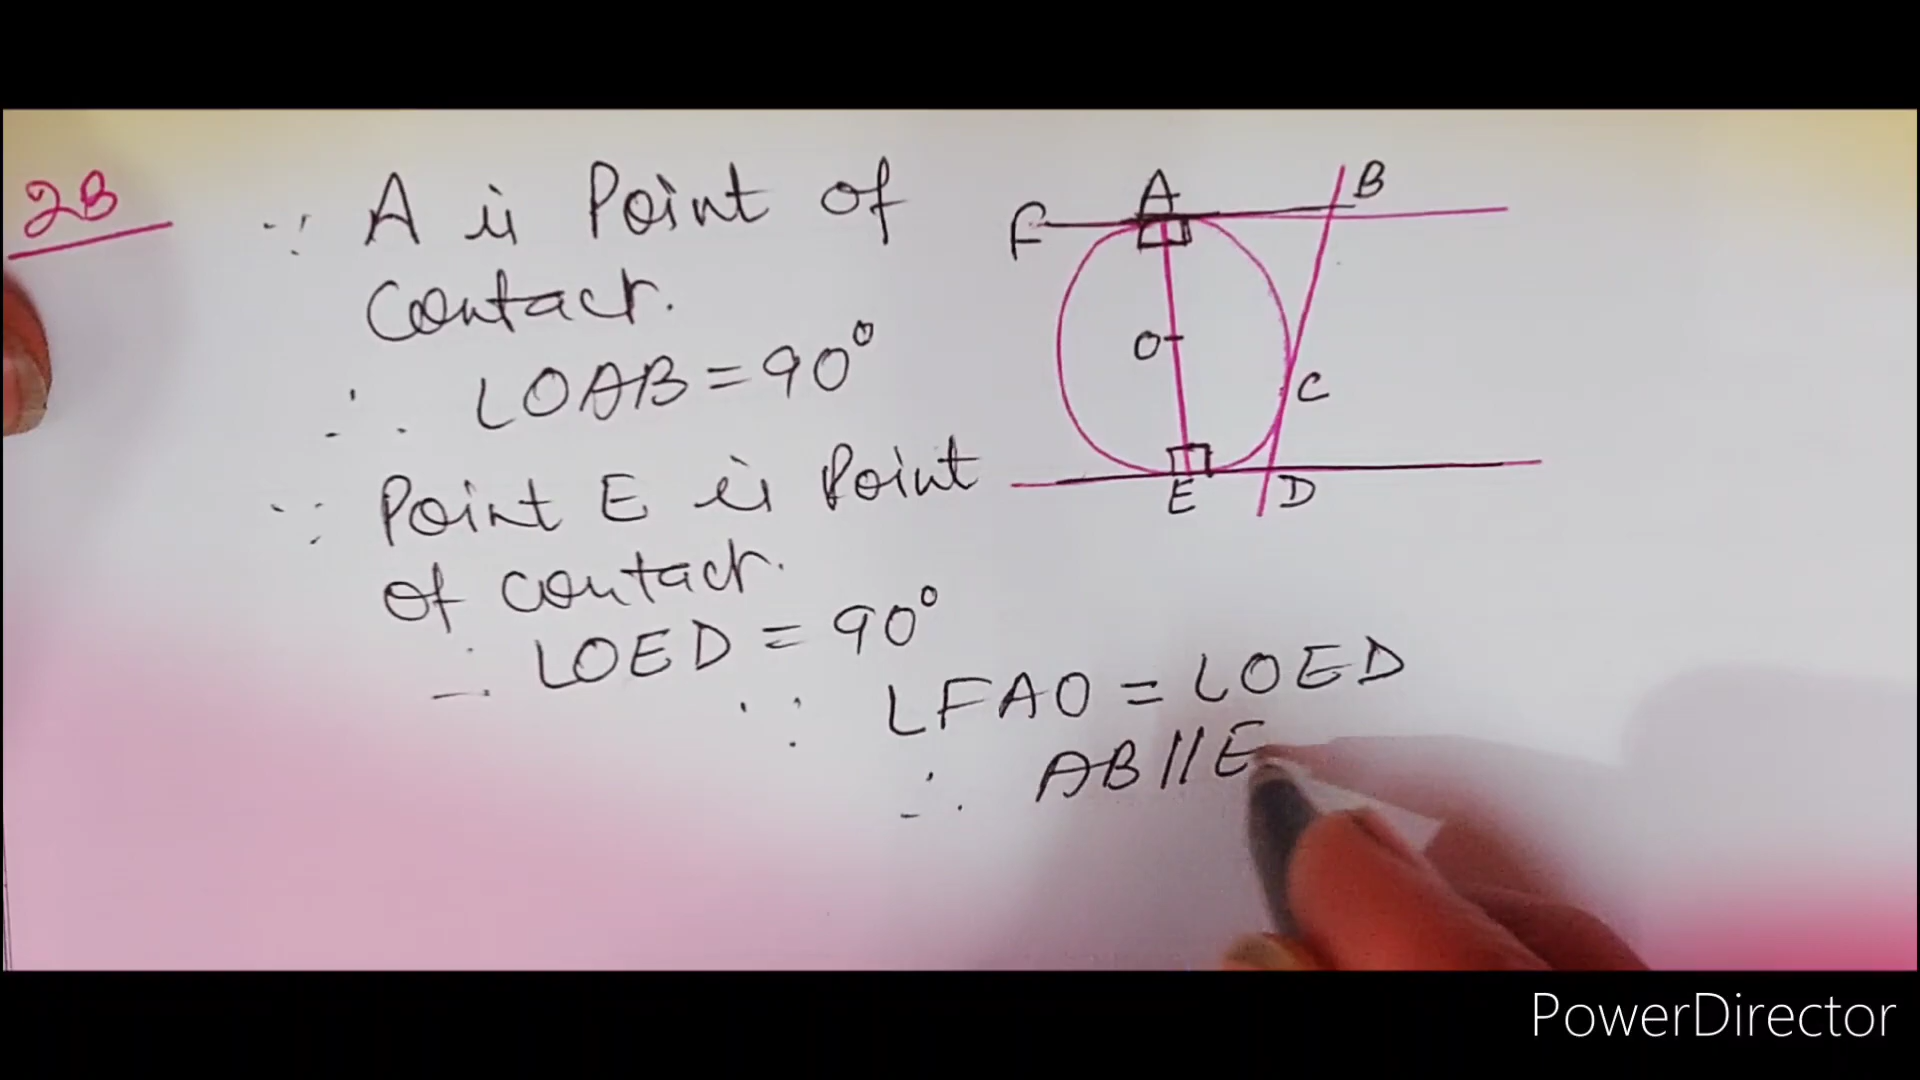 2B
∵ A is Point of
Contact.
∴ ∠OAB = 90°
∵ Point E is Point
of contact.
∴ ∠OED = 90°
∵ ∠FAO = ∠OED
∴ AB || E
F A B
O
C
E D
PowerDirector